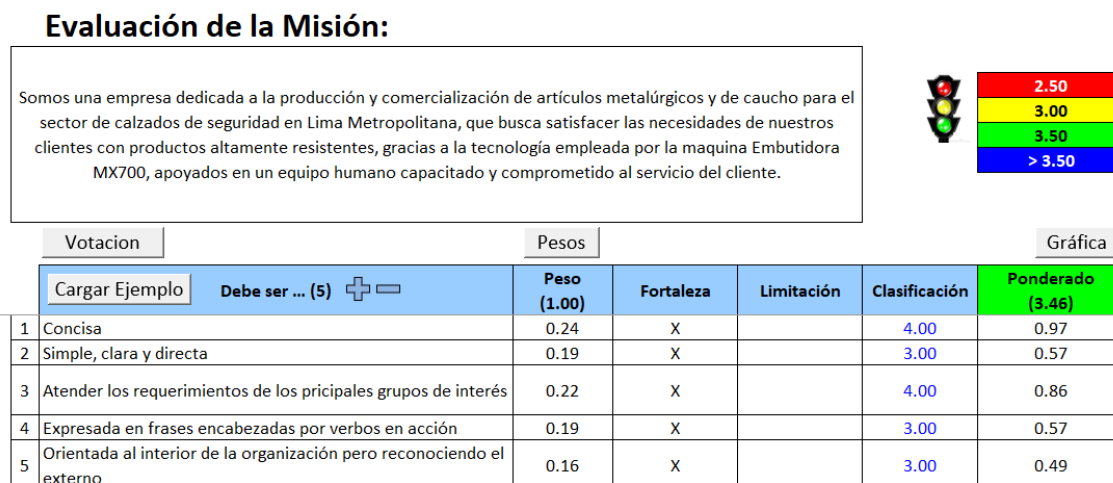 Evaluación de la Misión:
Somos una empresa dedicada a la producción y comercialización de artículos metalúrgicos y de caucho para el
sector de calzados de seguridad en Lima Metropolitana, que busca satisfacer las necesidades de nuestros
clientes con productos altamente resistentes, gracias a la tecnología empleada por la maquina Embutidora
MX700, apoyados en un equipo humano capacitado y comprometido al servicio del cliente.
2.50
3.00
3.50
> 3.50
Votacion
Pesos
Gráfica
Cargar Ejemplo Debe ser ... (5) Peso (1.00) Fortaleza Limitación Clasificación Ponderado (3.46)
1 Concisa 0.24 X 4.00 0.97
2 Simple, clara y directa 0.19 X 3.00 0.57
3 Atender los requerimientos de los pricipales grupos de interés 0.22 X 4.00 0.86
4 Expresada en frases encabezadas por verbos en acción 0.19 X 3.00 0.57
5 Orientada al interior de la organización pero reconociendo el
externo 0.16 X 3.00 0.49